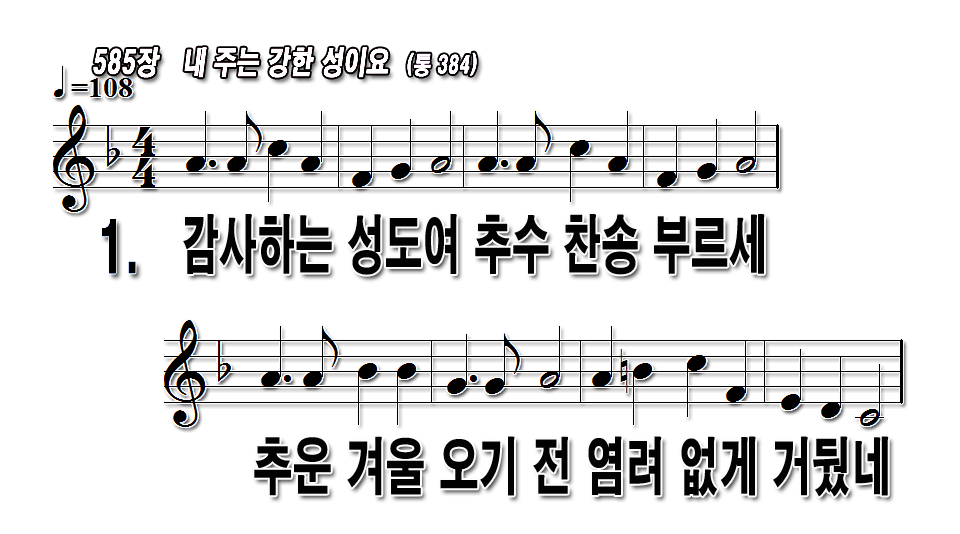 585장 내 주는 강한 성이요 (통 384)
♩=108
4/4
1. 감사하는 성도여 추수 찬송 부르세
추운 겨울 오기 전 염려 없게 거뒀네